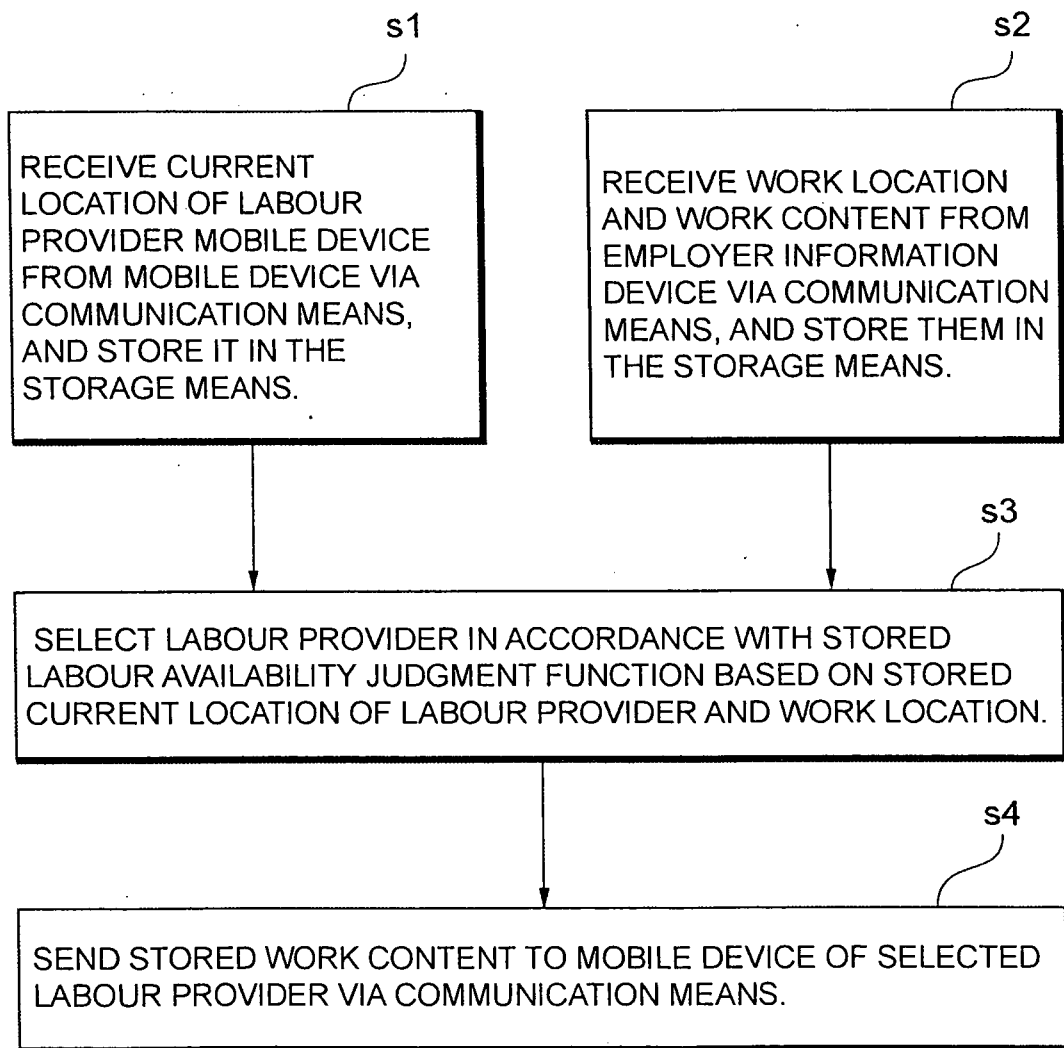 s1
RECEIVE CURRENT
LOCATION OF LABOUR
PROVIDER MOBILE DEVICE
FROM MOBILE DEVICE VIA
COMMUNICATION MEANS,
AND STORE IT IN THE
STORAGE MEANS.
s2
RECEIVE WORK LOCATION
AND WORK CONTENT FROM
EMPLOYER INFORMATION
DEVICE VIA COMMUNICATION
MEANS, AND STORE THEM IN
THE STORAGE MEANS.
s3
SELECT LABOUR PROVIDER IN ACCORDANCE WITH STORED
LABOUR AVAILABILITY JUDGMENT FUNCTION BASED ON STORED
CURRENT LOCATION OF LABOUR PROVIDER AND WORK LOCATION.
s4
SEND STORED WORK CONTENT TO MOBILE DEVICE OF SELECTED
LABOUR PROVIDER VIA COMMUNICATION MEANS.